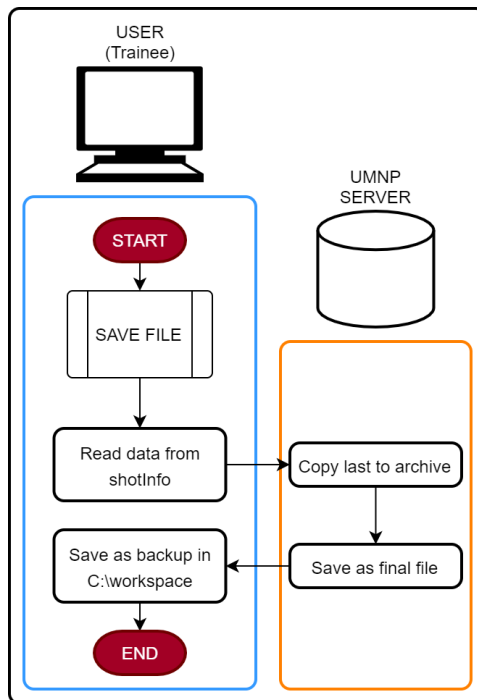 USER
(Trainee)
UMNP
SERVER
START
SAVE FILE
Read data from
shotInfo
Copy last to archive
Save as final file
Save as backup in
C:\workspace
END